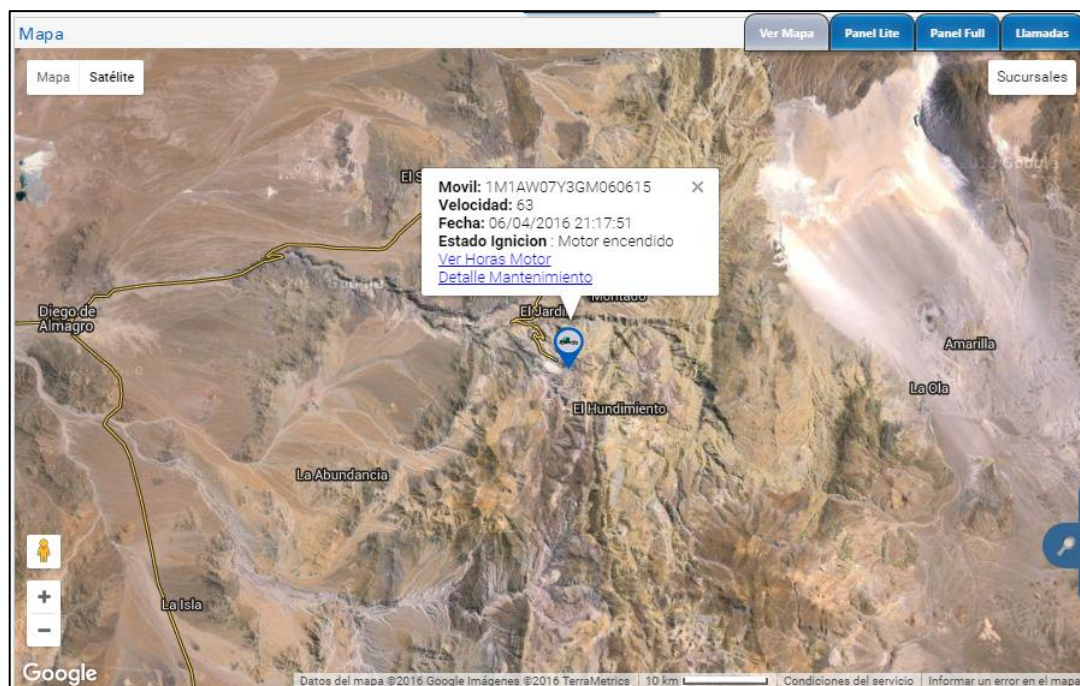 Mapa
Ver Mapa
Panel Lite
Panel Full
Llamadas
Mapa
Satélite
Sucursales
El S
Movil: 1M1AW07Y3GM060615
Velocidad: 63
Fecha: 06/04/2016 21:17:51
Estado Ignicion : Motor encendido
Ver Horas Motor
Detalle Mantenimiento
Montado
El Jardí
Diego de
Almagro
Amarilla
La Ola
El Hundimiento
La Abundancia
La Isla
Google
Datos del mapa ©2016 Google Imágenes ©2016 TerraMetrics
10 km
Condiciones del servicio
Informar un error en el mapa